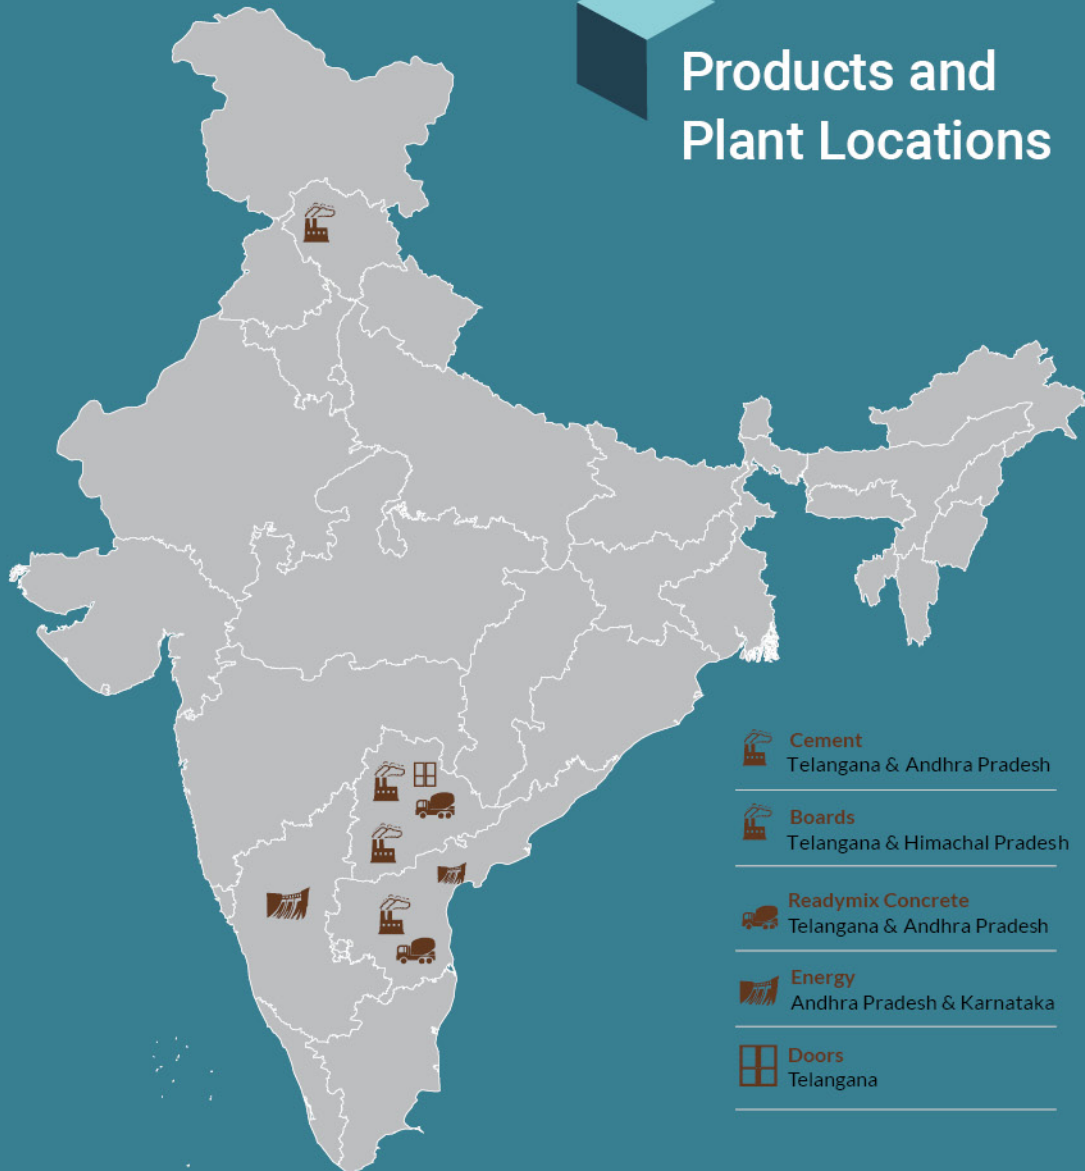 Products and
Plant Locations
Cement
Telangana & Andhra Pradesh
Boards
Telangana & Himachal Pradesh
Readymix Concrete
Telangana & Andhra Pradesh
Energy
Andhra Pradesh & Karnataka
Doors
Telangana